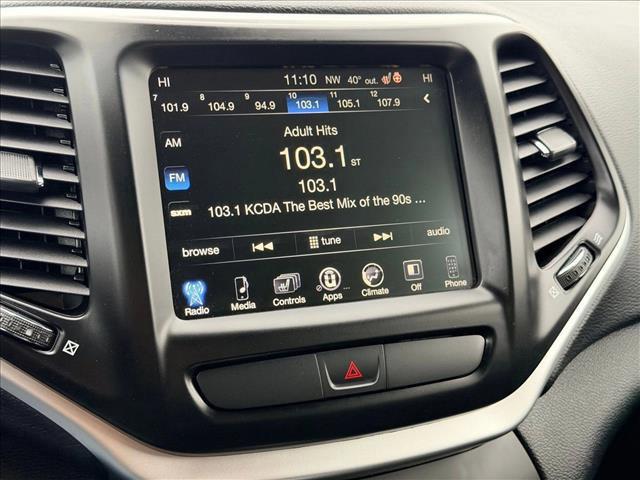 HI 11:10 NW 40° out. HI
7 101.9 8 104.9 9 94.9 10 103.1 11 105.1 12 107.9
Adult Hits
AM
103.1 ST
FM
103.1
sxm
103.1 KCDA The Best Mix of the 90s ...
browse tune audio
Radio Media Controls Apps Climate Off Phone